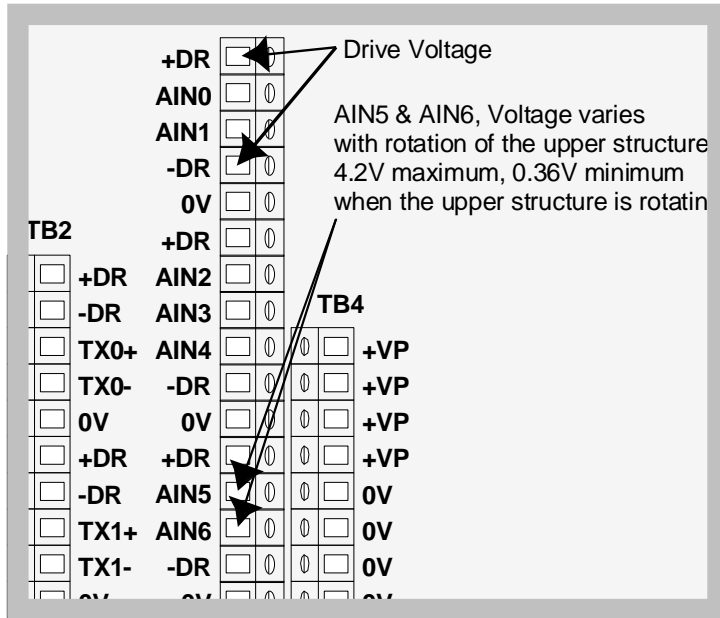 +DR
Drive Voltage
AIN0
AIN1
AIN5 & AIN6, Voltage varies
with rotation of the upper structure
4.2V maximum, 0.36V minimum
when the upper structure is rotatin
-DR
0V
+DR
AIN2
AIN3
AIN4
-DR
0V
+DR
AIN5
AIN6
-DR
0V
TB2
+DR
-DR
TX0+
TX0-
0V
+DR
-DR
TX1+
TX1-
0V
TB4
+VP
+VP
+VP
+VP
0V
0V
0V
0V